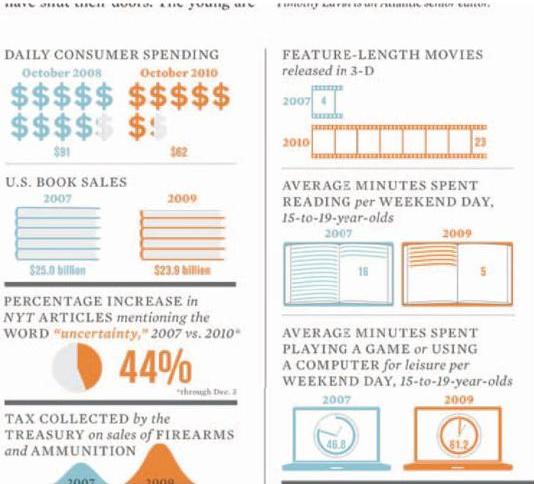 have shut their doors. The young are
DAILY CONSUMER SPENDING
October 2008
October 2010
$$$$$ $$$$$
$$$$$ $$
$91
$62
U.S. BOOK SALES
2007
2009
$25.0 billion
$23.9 billion
PERCENTAGE INCREASE in
NYT ARTICLES mentioning the
WORD "uncertainty," 2007 vs. 2010*
44%
*through Dec. 3
TAX COLLECTED by the
TREASURY on sales of FIREARMS
and AMMUNITION
2007
2009
is an Atlantic senior editor.
FEATURE-LENGTH MOVIES
released in 3-D
2007 4
2010 23
AVERAGE MINUTES SPENT
READING per WEEKEND DAY,
15-to-19-year-olds
2007
2009
16
5
AVERAGE MINUTES SPENT
PLAYING A GAME or USING
A COMPUTER for leisure per
WEEKEND DAY, 15-to-19-year-olds
2007
2009
46.8
61.2